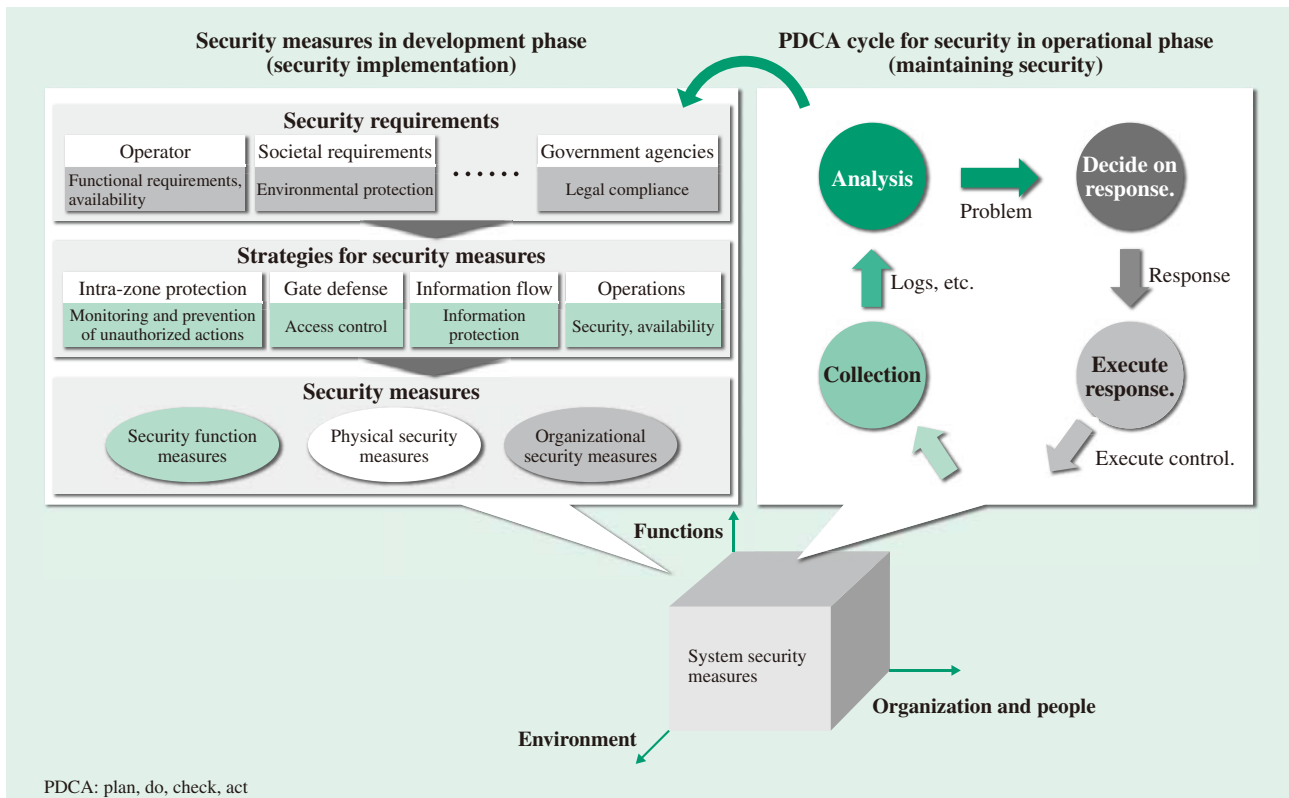 Security measures in development phase
(security implementation)
PDCA cycle for security in operational phase
(maintaining security)
Security requirements
Operator
Functional requirements,
availability
Societal requirements
Environmental protection
......
Government agencies
Legal compliance
Strategies for security measures
Intra-zone protection
Monitoring and prevention
of unauthorized actions
Gate defense
Access control
Information flow
Information
protection
Operations
Security, availability
Security measures
Security function
measures
Physical security
measures
Organizational
security measures
Analysis
Problem
Decide on
response.
Response
Logs, etc.
Collection
Execute
response.
Execute control.
Functions
System security
measures
Organization and people
Environment
PDCA: plan, do, check, act